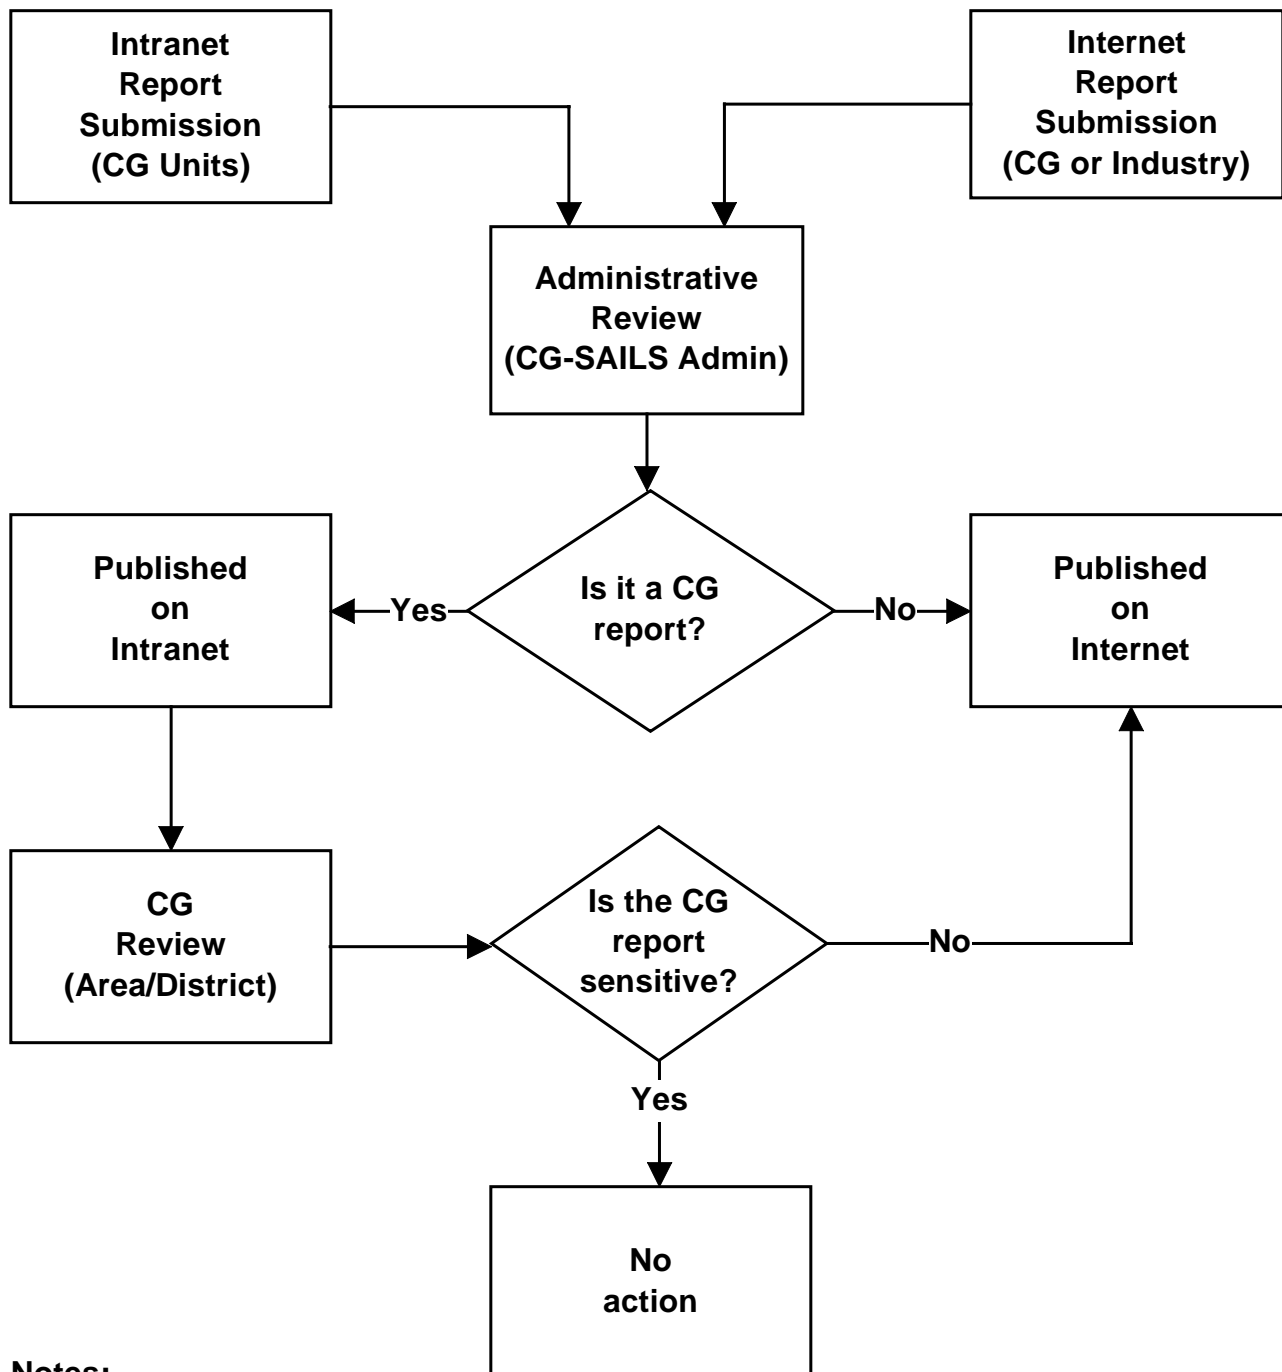 Intranet
Report
Submission
(CG Units)
Internet
Report
Submission
(CG or Industry)
Administrative
Review
(CG-SAILS Admin)
Published
on
Intranet
Yes
Is it a CG
report?
No
Published
on
Internet
CG
Review
(Area/District)
Is the CG
report
sensitive?
No
Yes
No
action
Notes: